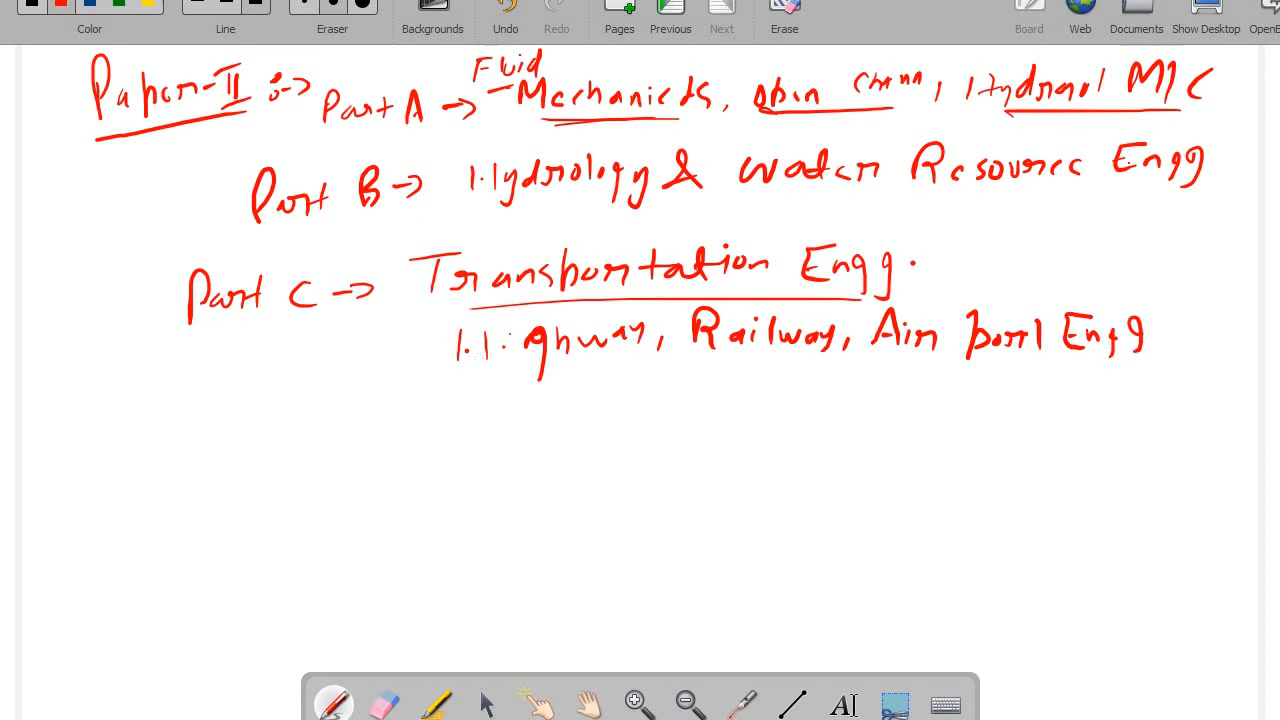 Color Line Eraser Backgrounds Undo Redo Pages Previous Next Erase Board Web Documents Show Desktop
Fluid
Paper-II :-> Part A -> Mechanics, open Chann, Hydraul M/C
Part B -> Hydrology & Water Resource Engg
Part C -> Transportation Engg.
Highway, Railway, Air port Engg